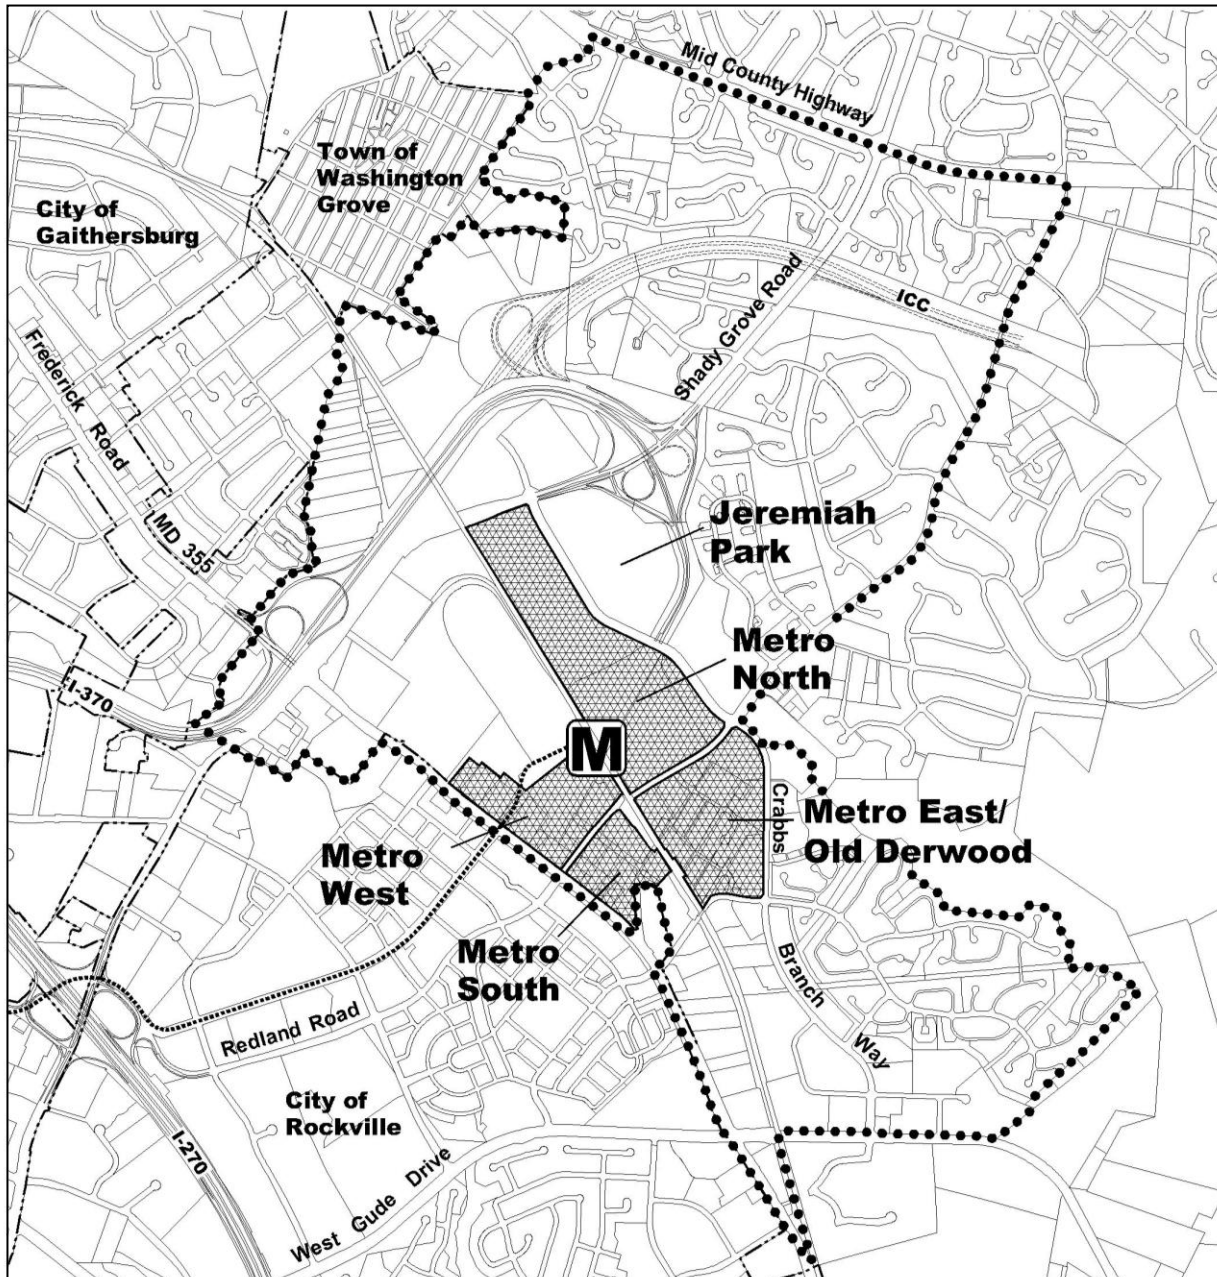 Mid County Highway
Town of
Washington
Grove
City of
Gaithersburg
Shady Grove Road
ICC
Frederick Road
MD 355
Jeremiah
Park
Metro
North
I-370
M
Crabbs
Metro East/
Old Derwood
Metro
West
Metro
South
Branch
Way
Redland Road
City of
Rockville
I-270
West Gude Drive